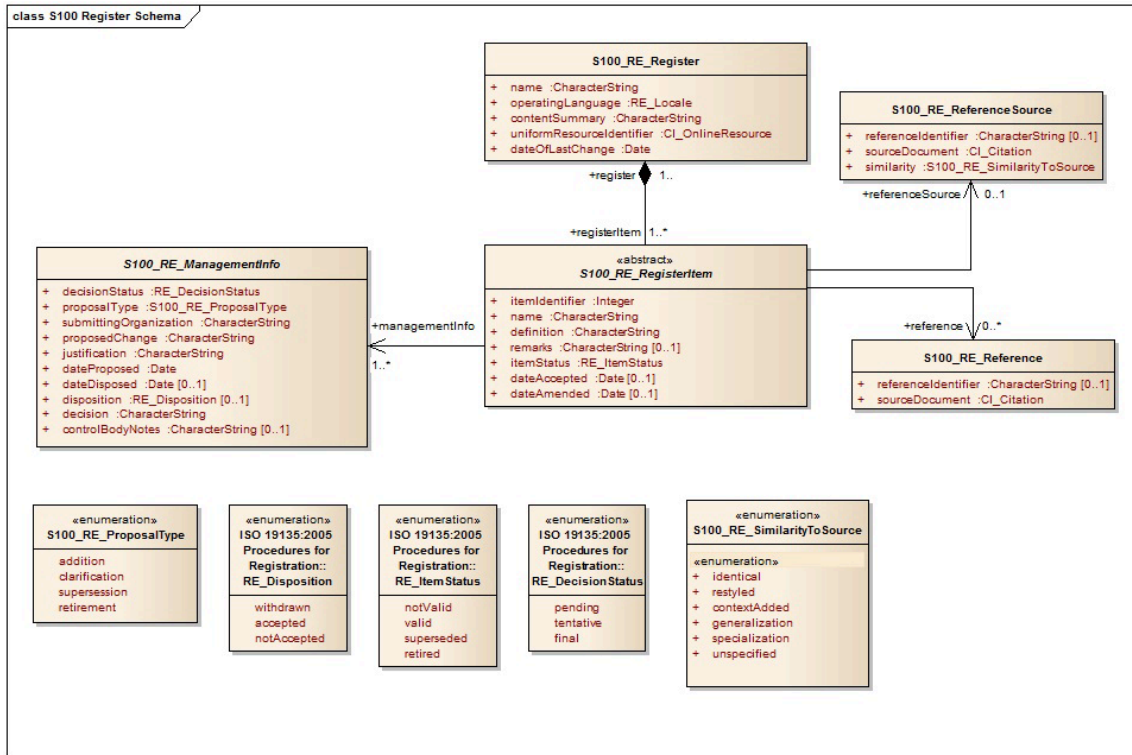 class S100 Register Schema
S100_RE_Register
+ name :CharacterString
+ operatingLanguage :RE_Locale
+ contentSummary :CharacterString
+ uniformResourceIdentifier :CI_OnlineResource
+ dateOfLastChange :Date
S100_RE_ReferenceSource
+ referenceIdentifier :CharacterString [0..1]
+ sourceDocument :CI_Citation
+ similarity :S100_RE_SimilarityToSource
+register 1..
+referenceSource 0..1
+registerItem 1..*
S100_RE_ManagementInfo
+ decisionStatus :RE_DecisionStatus
+ proposalType :S100_RE_ProposalType
+ submittingOrganization :CharacterString
+ proposedChange :CharacterString
+ justification :CharacterString
+ dateProposed :Date
+ dateDisposed :Date [0..1]
+ disposition :RE_Disposition [0..1]
+ decision :CharacterString
+ controlBodyNotes :CharacterString [0..1]
+managementInfo
1..*
«abstract»
S100_RE_RegisterItem
+ itemIdentifier :Integer
+ name :CharacterString
+ definition :CharacterString
+ remarks :CharacterString [0..1]
+ itemStatus :RE_ItemStatus
+ dateAccepted :Date [0..1]
+ dateAmended :Date [0..1]
+reference 0..*
S100_RE_Reference
+ referenceIdentifier :CharacterString [0..1]
+ sourceDocument :CI_Citation
«enumeration»
S100_RE_ProposalType
addition
clarification
supersession
retirement
«enumeration»
ISO 19135:2005
Procedures for
Registration::
RE_Disposition
withdrawn
accepted
notAccepted
«enumeration»
ISO 19135:2005
Procedures for
Registration::
RE_ItemStatus
notValid
valid
superseded
retired
«enumeration»
ISO 19135:2005
Procedures for
Registration::
RE_DecisionStatus
pending
tentative
final
«enumeration»
S100_RE_SimilarityToSource
«enumeration»
+ identical
+ restyled
+ contextAdded
+ generalization
+ specialization
+ unspecified